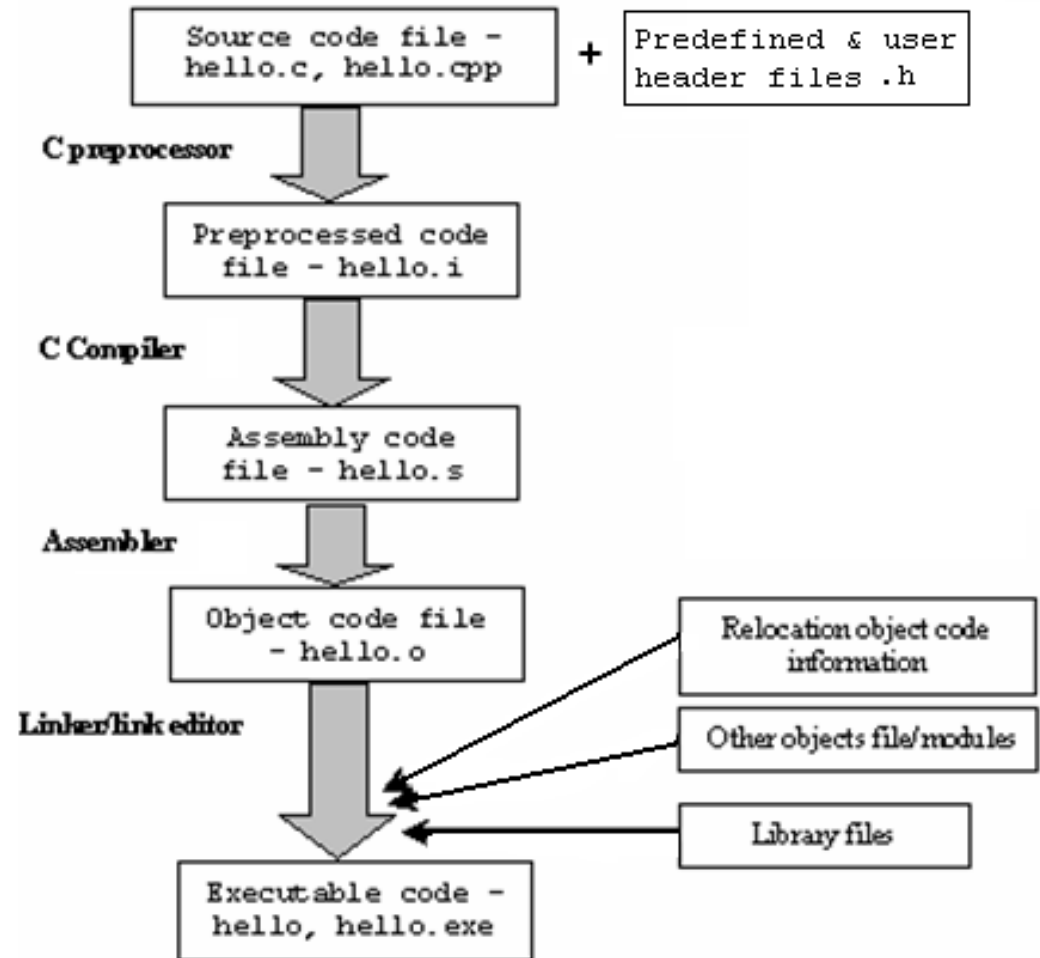 Source code file –
hello.c, hello.cpp
+
Predefined & user
header files .h
C preprocessor
Preprocessed code
file – hello.i
C Compiler
Assembly code
file – hello.s
Assembler
Object code file
– hello.o
Linker/link editor
Relocation object code
information
Other objects file/modules
Library files
Executable code –
hello, hello.exe